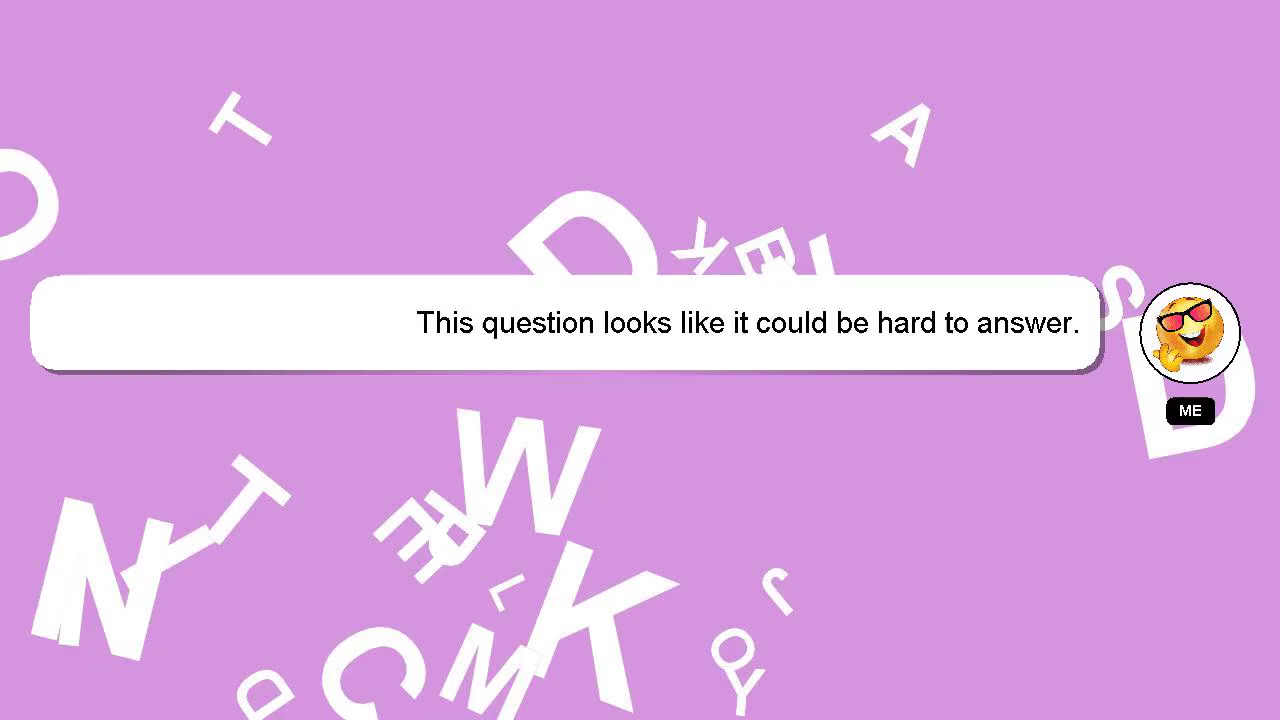 T
A
O
D
K
B
S
This question looks like it could be hard to answer.
D
ME
W
T
N
Y
E
R
L
K
J
M
O
Y
C
D